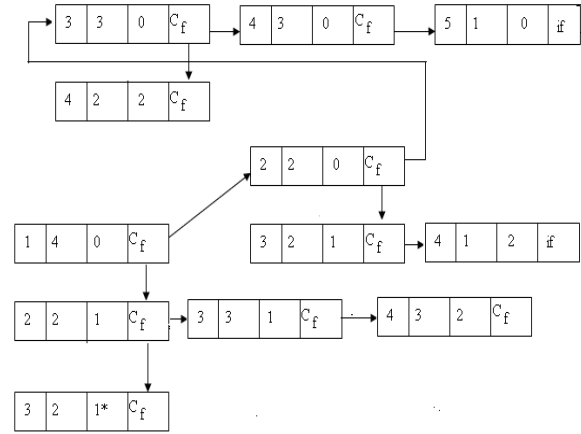 3 3 0 Cf 4 3 0 Cf 5 1 0 if
4 2 2 Cf
2 2 0 Cf
1 4 0 Cf 3 2 1 Cf 4 1 2 if
2 2 1 Cf 3 3 1 Cf 4 3 2 Cf
3 2 1* Cf